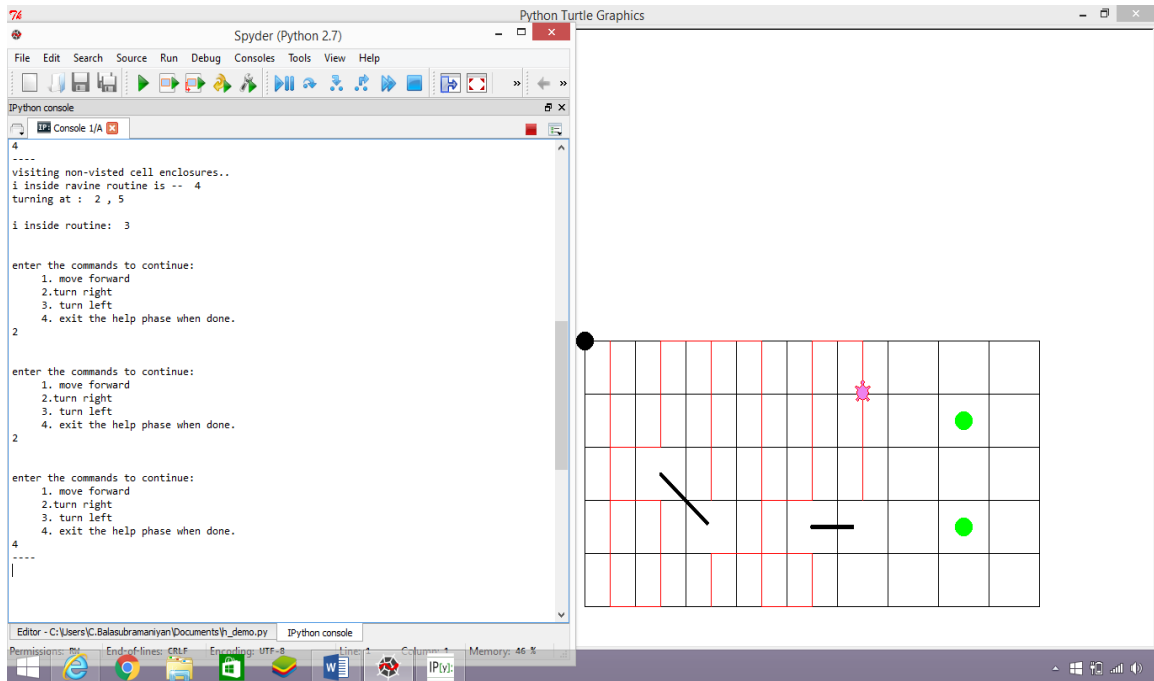 Python Turtle Graphics
Spyder (Python 2.7)
File Edit Search Source Run Debug Consoles Tools View Help
IPython console
IP: Console 1/A
4
----
visiting non-visted cell enclosures..
i inside ravine routine is -- 4
turning at : 2 , 5
i inside routine: 3
enter the commands to continue:
1. move forward
2.turn right
3. turn left
4. exit the help phase when done.
2
enter the commands to continue:
1. move forward
2.turn right
3. turn left
4. exit the help phase when done.
2
enter the commands to continue:
1. move forward
2.turn right
3. turn left
4. exit the help phase when done.
4
----
Editor - C:\Users\C.Balasubramaniyan\Documents\h_demo.py IPython console
Permissions: RW End-of-lines: CRLF Encoding: UTF-8 Line: 1 Column: 1 Memory: 46 %
IP[y]: